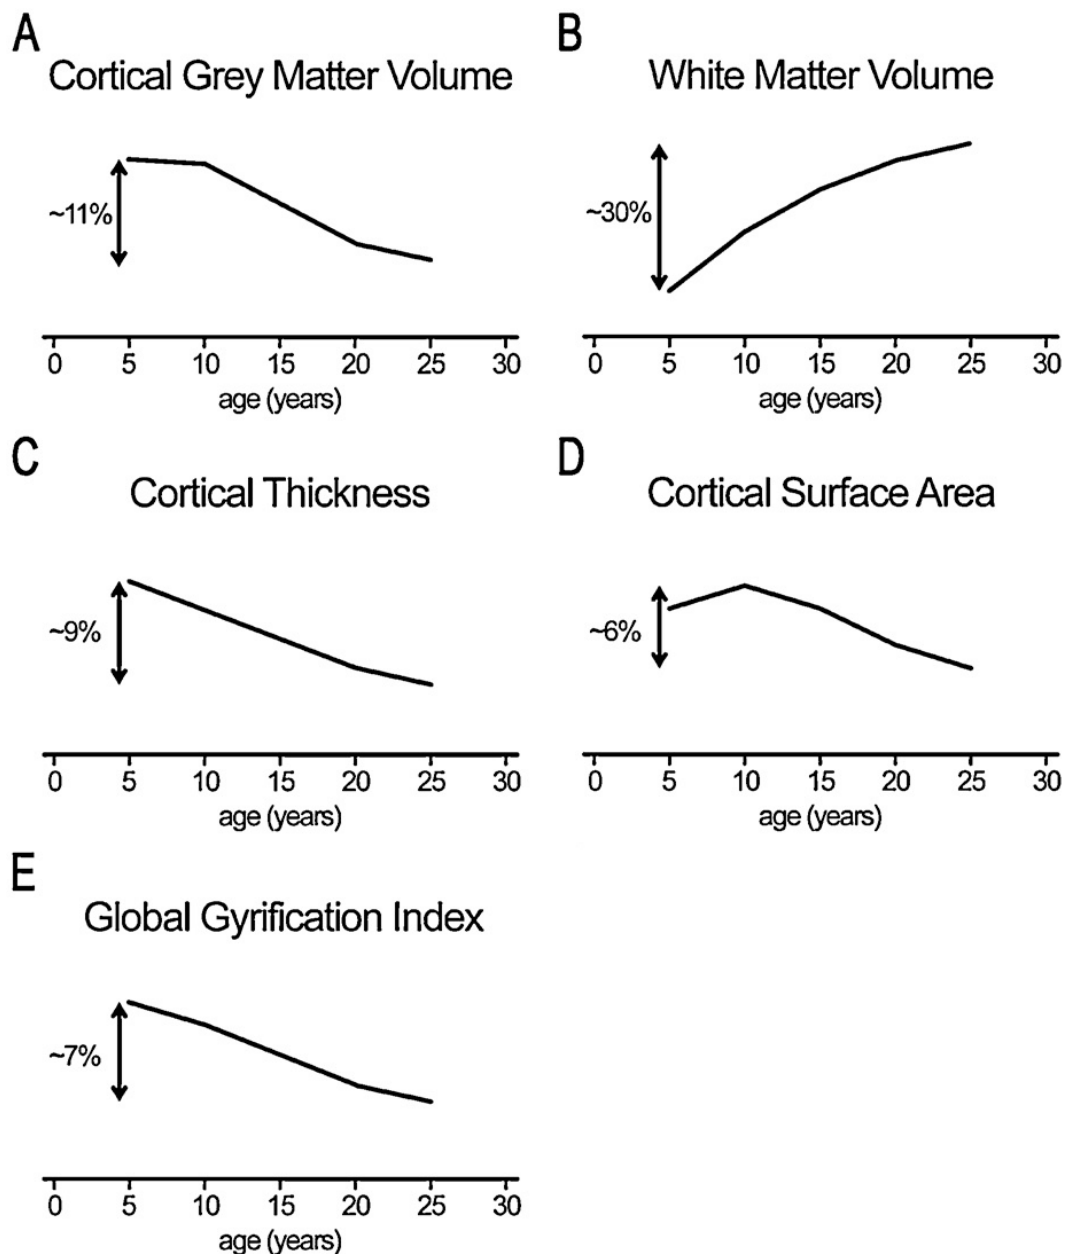 A
Cortical Grey Matter Volume
~11%
0 5 10 15 20 25 30
age (years)
B
White Matter Volume
~30%
0 5 10 15 20 25 30
age (years)
C
Cortical Thickness
~9%
0 5 10 15 20 25 30
age (years)
D
Cortical Surface Area
~6%
0 5 10 15 20 25 30
age (years)
E
Global Gyrification Index
~7%
0 5 10 15 20 25 30
age (years)